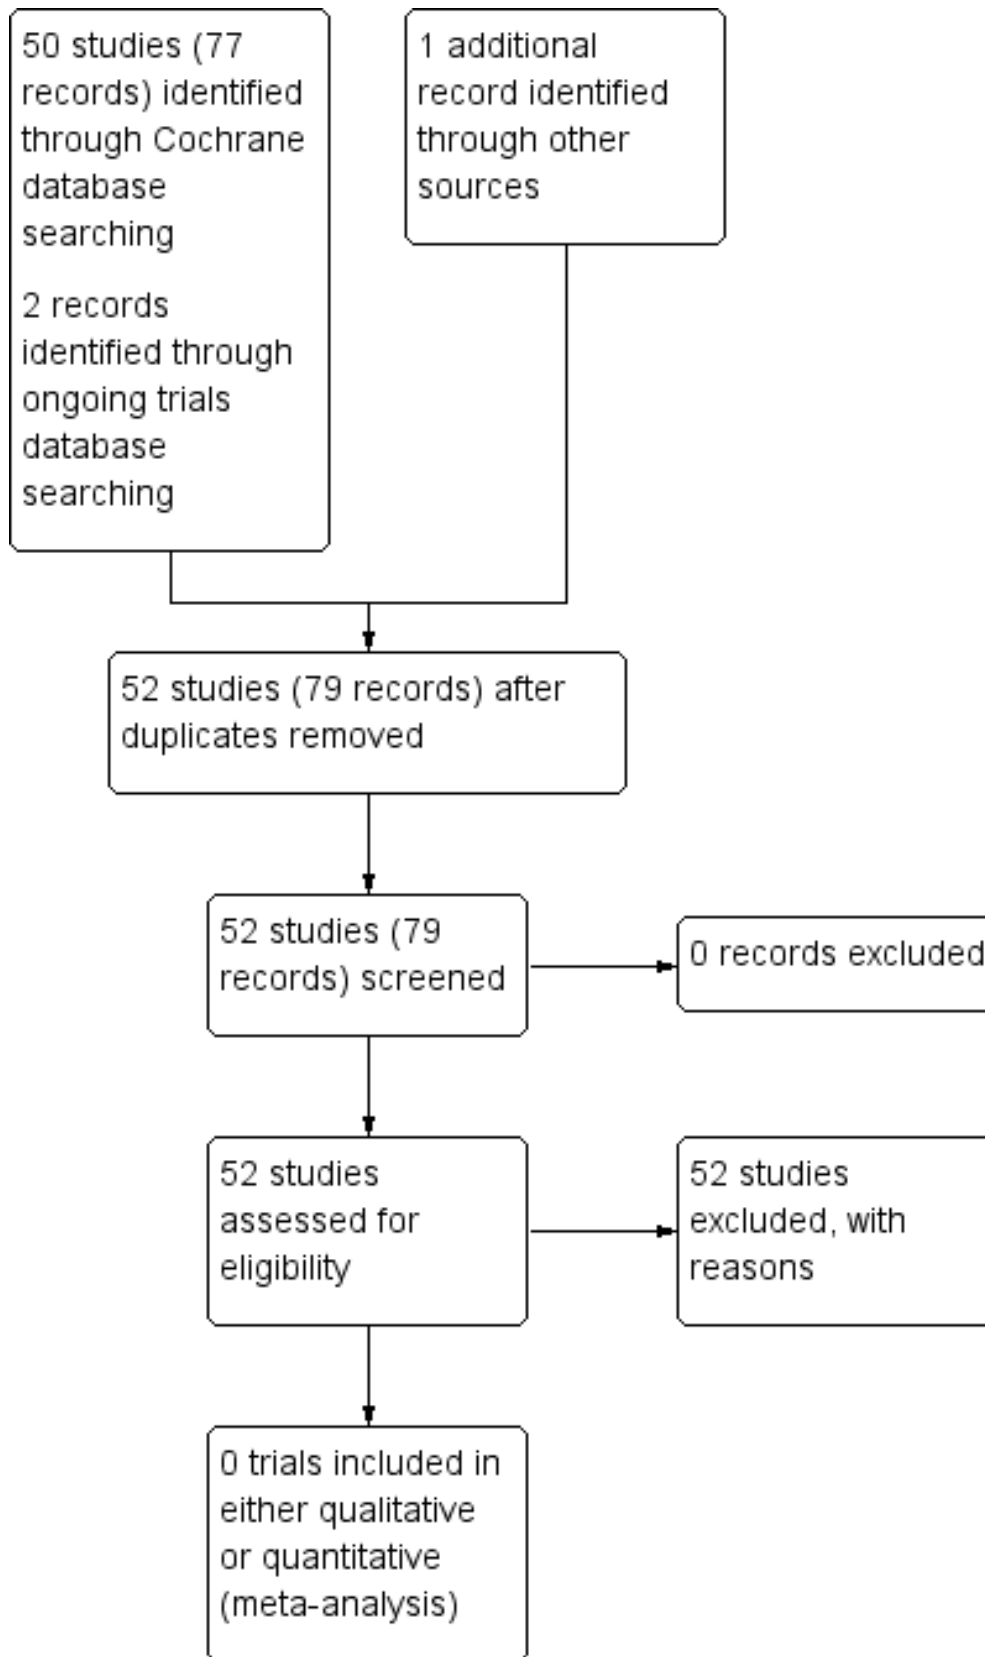 50 studies (77
records) identified
through Cochrane
database
searching
2 records
identified through
ongoing trials
database
searching
1 additional
record identified
through other
sources
52 studies (79 records) after
duplicates removed
52 studies (79
records) screened
0 records excluded
52 studies
assessed for
eligibility
52 studies
excluded, with
reasons
0 trials included in
either qualitative
or quantitative
(meta-analysis)